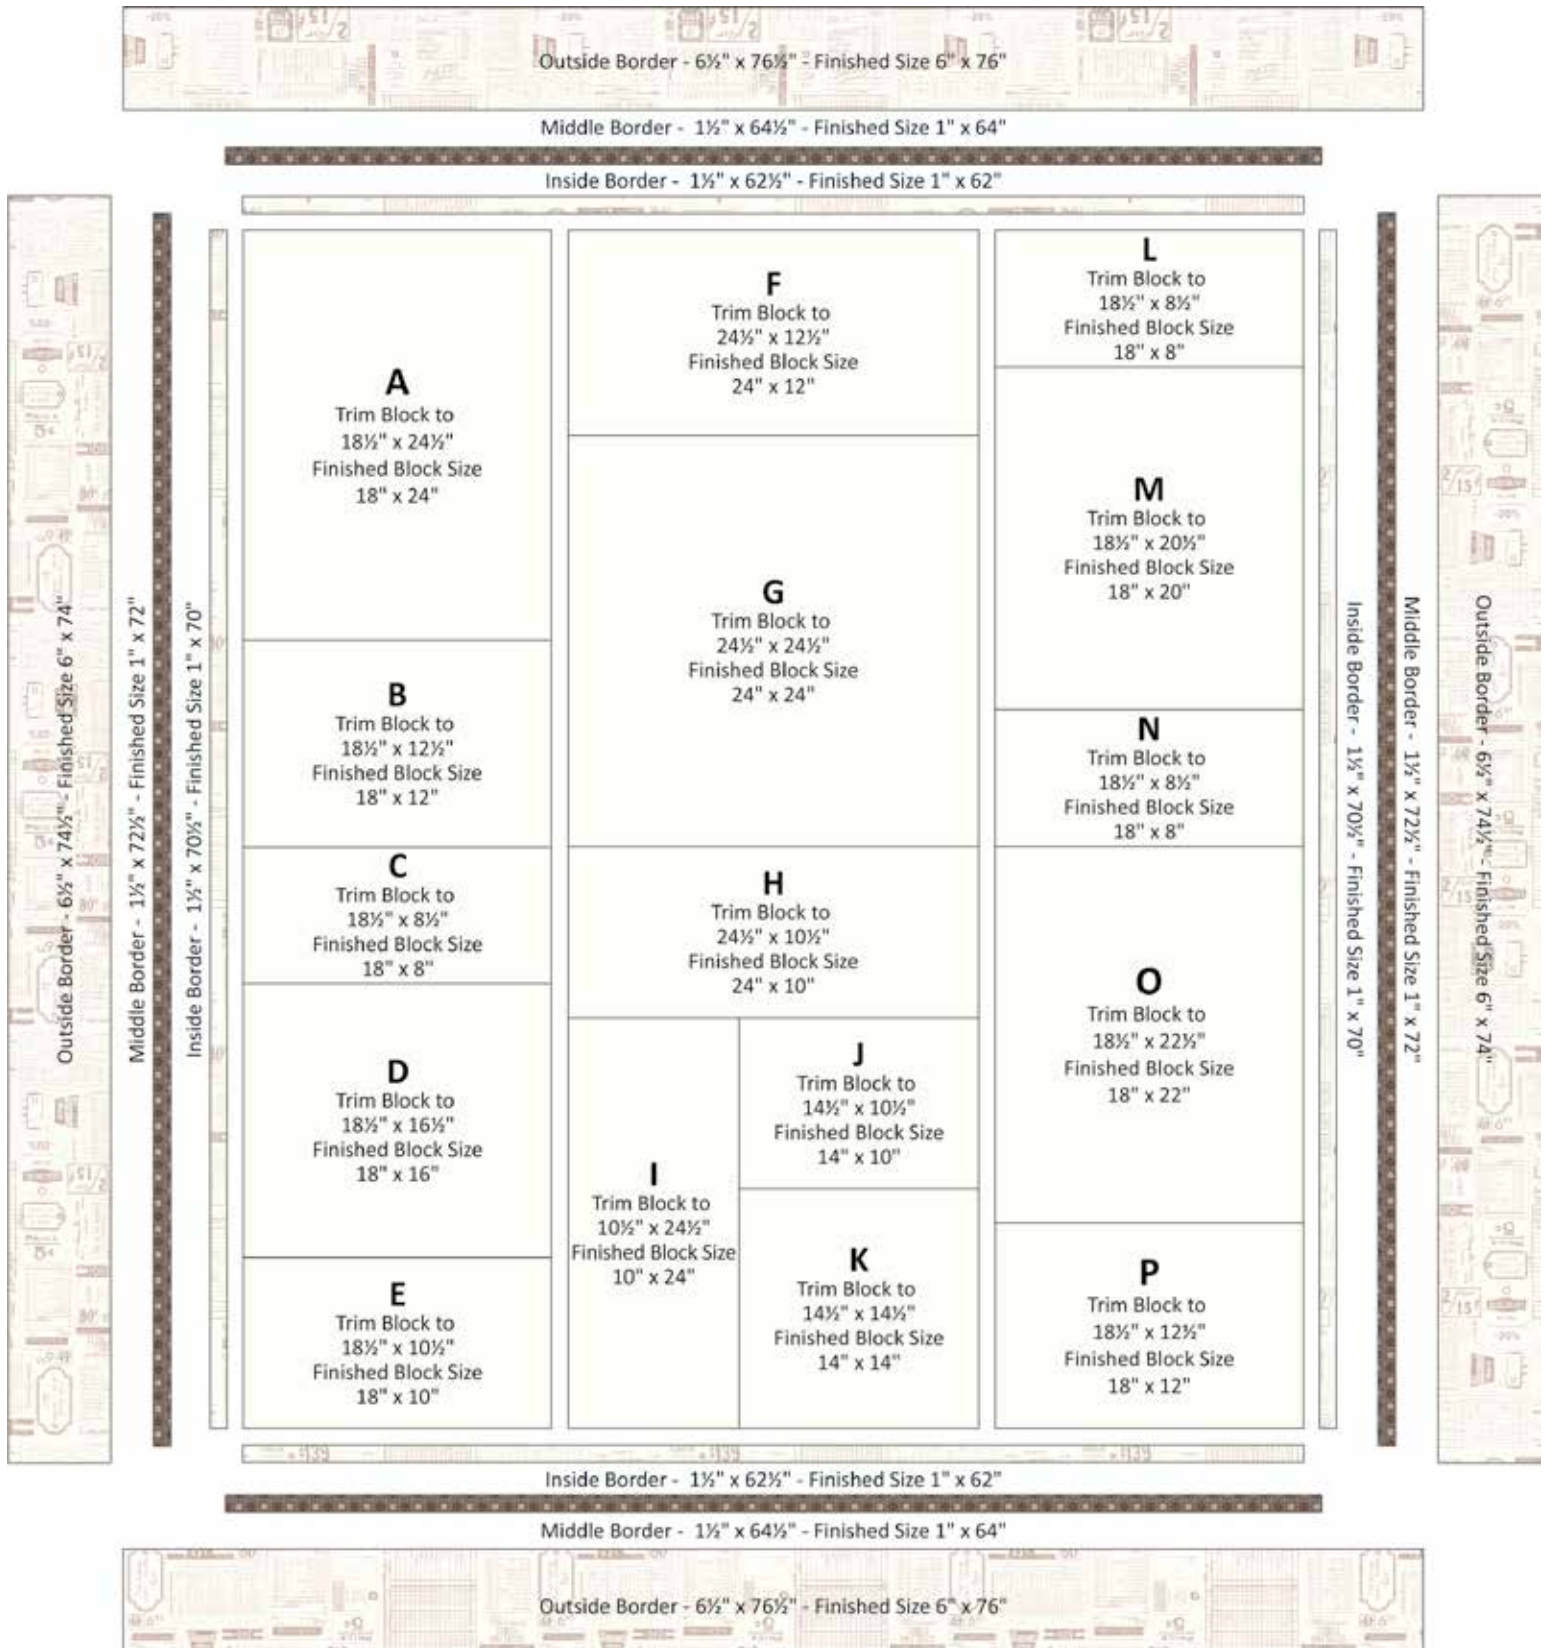 Outside Border - 6½" x 76½" - Finished Size 6" x 76"
Middle Border - 1½" x 64½" - Finished Size 1" x 64"
Inside Border - 1½" x 62½" - Finished Size 1" x 62"
Outside Border - 6½" x 74½" - Finished Size 6" x 74"
Middle Border - 1½" x 72½" - Finished Size 1" x 72"
Inside Border - 1½" x 70½" - Finished Size 1" x 70"
A
Trim Block to
18½" x 24½"
Finished Block Size
18" x 24"
B
Trim Block to
18½" x 12½"
Finished Block Size
18" x 12"
C
Trim Block to
18½" x 8½"
Finished Block Size
18" x 8"
D
Trim Block to
18½" x 16½"
Finished Block Size
18" x 16"
E
Trim Block to
18½" x 10½"
Finished Block Size
18" x 10"
F
Trim Block to
24½" x 12½"
Finished Block Size
24" x 12"
G
Trim Block to
24½" x 24½"
Finished Block Size
24" x 24"
H
Trim Block to
24½" x 10½"
Finished Block Size
24" x 10"
I
Trim Block to
10½" x 24½"
Finished Block Size
10" x 24"
J
Trim Block to
14½" x 10½"
Finished Block Size
14" x 10"
K
Trim Block to
14½" x 14½"
Finished Block Size
14" x 14"
L
Trim Block to
18½" x 8½"
Finished Block Size
18" x 8"
M
Trim Block to
18½" x 20½"
Finished Block Size
18" x 20"
N
Trim Block to
18½" x 8½"
Finished Block Size
18" x 8"
O
Trim Block to
18½" x 22½"
Finished Block Size
18" x 22"
P
Trim Block to
18½" x 12½"
Finished Block Size
18" x 12"
Inside Border - 1½" x 70½" - Finished Size 1" x 70"
Middle Border - 1½" x 72½" - Finished Size 1" x 72"
Outside Border - 6½" x 74½" - Finished Size 6" x 74"
Inside Border - 1½" x 62½" - Finished Size 1" x 62"
Middle Border - 1½" x 64½" - Finished Size 1" x 64"
Outside Border - 6½" x 76½" - Finished Size 6" x 76"